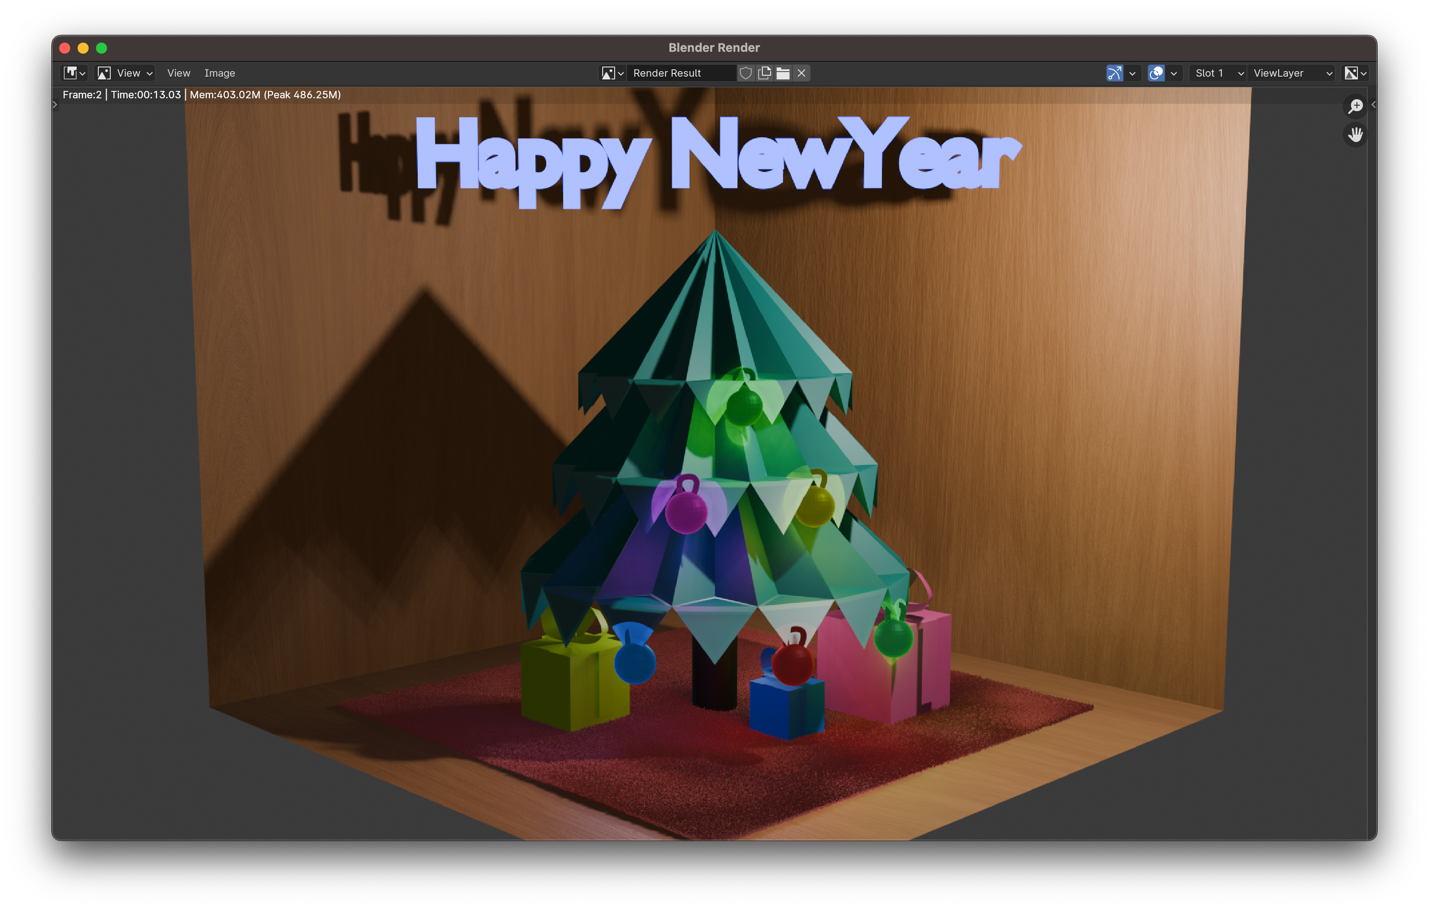 Blender Render
View View Image Render Result Slot 1 ViewLayer
Frame:2 | Time:00:13.03 | Mem:403.02M (Peak 486.25M)
Happy NewYear